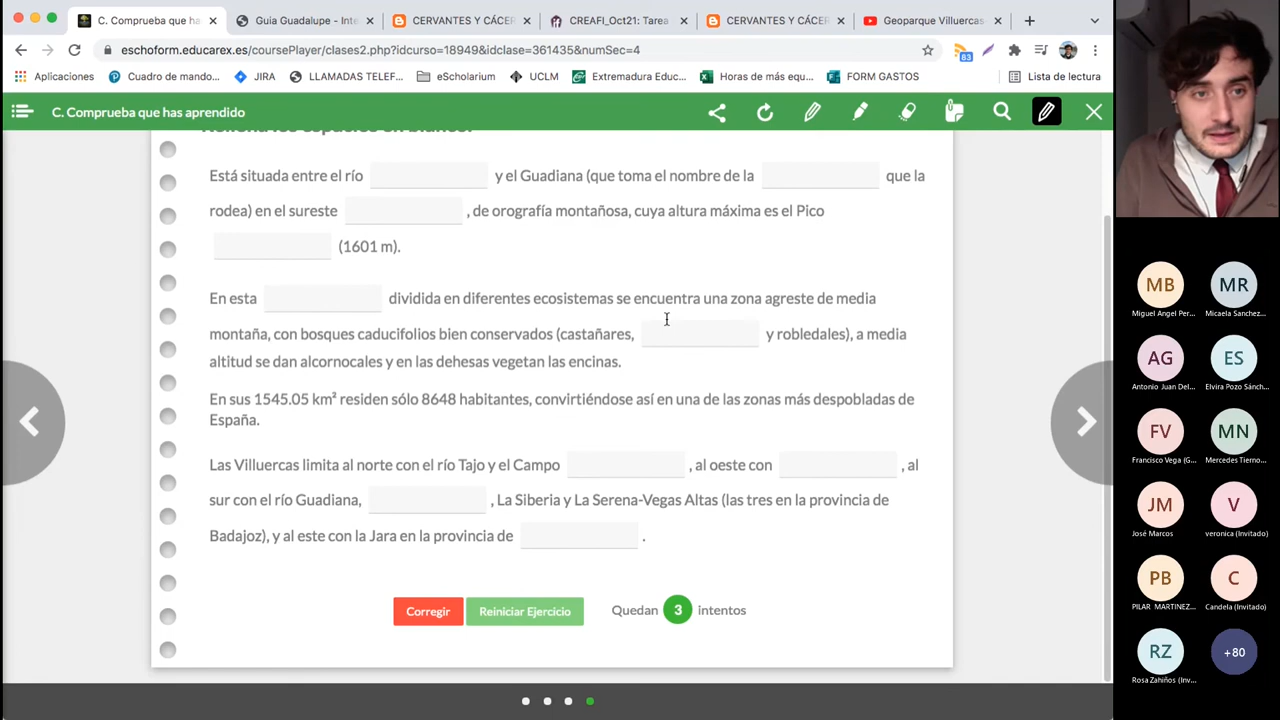 C. Comprueba que ha
Guia Guadalupe - Inte
CERVANTES Y CÁCER
CREAFI_Oct21: Tarea
CERVANTES Y CÁCER
Geoparque Villuercas
eschoform.educarex.es/coursePlayer/clases2.php?idcurso=18949&idclase=361435&numSec=4
83
Aplicaciones
Cuadro de mando...
JIRA
LLAMADAS TELEF...
eScholarium
UCLM
Extremadura Educ...
Horas de más equ...
FORM GASTOS
Lista de lectura
C. Comprueba que has aprendido
Está situada entre el río y el Guadiana (que toma el nombre de la que la
rodea) en el sureste , de orografía montañosa, cuya altura máxima es el Pico
(1601 m).
En esta dividida en diferentes ecosistemas se encuentra una zona agreste de media
montaña, con bosques caducifolios bien conservados (castañares, y robledales), a media
altitud se dan alcornocales y en las dehesas vegetan las encinas.
En sus 1545.05 km² residen sólo 8648 habitantes, convirtiéndose así en una de las zonas más despobladas de
España.
Las Villuercas limita al norte con el río Tajo y el Campo , al oeste con , al
sur con el río Guadiana, , La Siberia y La Serena-Vegas Altas (las tres en la provincia de
Badajoz), y al este con la Jara en la provincia de .
Corregir
Reiniciar Ejercicio
Quedan 3 intentos
MB
MR
Miguel Angel Per...
Micaela Sanchez...
AG
ES
Antonio Juan Del...
Elvira Pozo Sánch...
FV
MN
Francisco Vega (G...
Mercedes Tierno...
JM
V
José Marcos
veronica (Invitado)
PB
C
PILAR MARTINEZ...
Candela (Invitado)
RZ
+80
Rosa Zahiños (Inv...